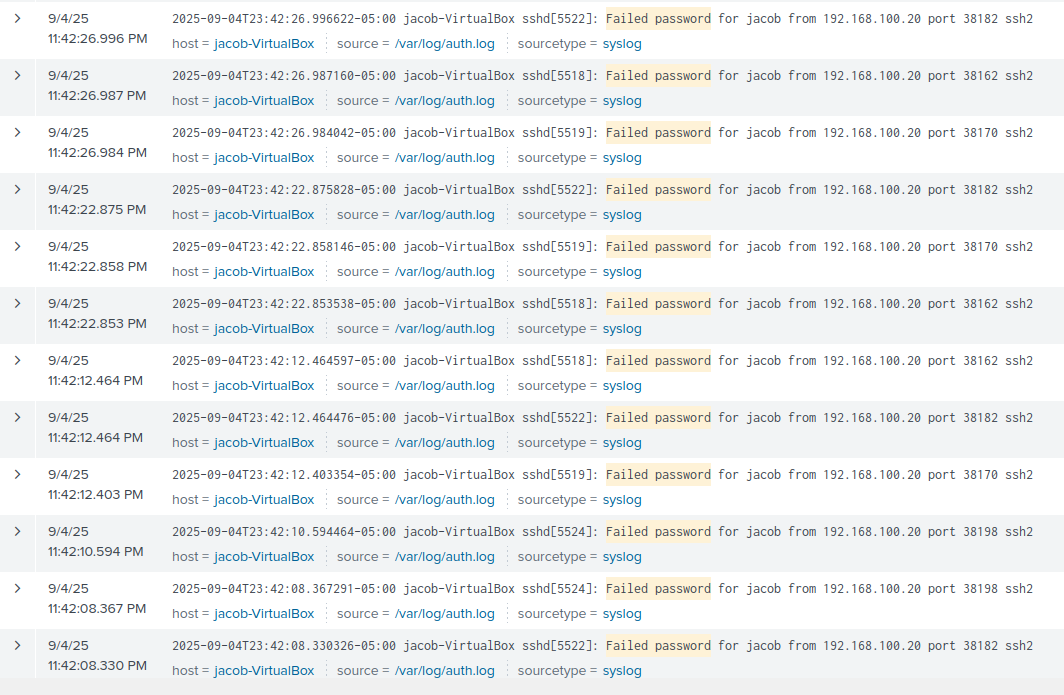 9/4/25 2025-09-04T23:42:26.996622-05:00 jacob-VirtualBox sshd[5522]: Failed password for jacob from 192.168.100.20 port 38182 ssh2
11:42:26.996 PM host = jacob-VirtualBox source = /var/log/auth.log sourcetype = syslog
9/4/25 2025-09-04T23:42:26.987160-05:00 jacob-VirtualBox sshd[5518]: Failed password for jacob from 192.168.100.20 port 38162 ssh2
11:42:26.987 PM host = jacob-VirtualBox source = /var/log/auth.log sourcetype = syslog
9/4/25 2025-09-04T23:42:26.984042-05:00 jacob-VirtualBox sshd[5519]: Failed password for jacob from 192.168.100.20 port 38170 ssh2
11:42:26.984 PM host = jacob-VirtualBox source = /var/log/auth.log sourcetype = syslog
9/4/25 2025-09-04T23:42:22.875828-05:00 jacob-VirtualBox sshd[5522]: Failed password for jacob from 192.168.100.20 port 38182 ssh2
11:42:22.875 PM host = jacob-VirtualBox source = /var/log/auth.log sourcetype = syslog
9/4/25 2025-09-04T23:42:22.858146-05:00 jacob-VirtualBox sshd[5519]: Failed password for jacob from 192.168.100.20 port 38170 ssh2
11:42:22.858 PM host = jacob-VirtualBox source = /var/log/auth.log sourcetype = syslog
9/4/25 2025-09-04T23:42:22.853538-05:00 jacob-VirtualBox sshd[5518]: Failed password for jacob from 192.168.100.20 port 38162 ssh2
11:42:22.853 PM host = jacob-VirtualBox source = /var/log/auth.log sourcetype = syslog
9/4/25 2025-09-04T23:42:12.464597-05:00 jacob-VirtualBox sshd[5518]: Failed password for jacob from 192.168.100.20 port 38162 ssh2
11:42:12.464 PM host = jacob-VirtualBox source = /var/log/auth.log sourcetype = syslog
9/4/25 2025-09-04T23:42:12.464476-05:00 jacob-VirtualBox sshd[5522]: Failed password for jacob from 192.168.100.20 port 38182 ssh2
11:42:12.464 PM host = jacob-VirtualBox source = /var/log/auth.log sourcetype = syslog
9/4/25 2025-09-04T23:42:12.403354-05:00 jacob-VirtualBox sshd[5519]: Failed password for jacob from 192.168.100.20 port 38170 ssh2
11:42:12.403 PM host = jacob-VirtualBox source = /var/log/auth.log sourcetype = syslog
9/4/25 2025-09-04T23:42:10.594464-05:00 jacob-VirtualBox sshd[5524]: Failed password for jacob from 192.168.100.20 port 38198 ssh2
11:42:10.594 PM host = jacob-VirtualBox source = /var/log/auth.log sourcetype = syslog
9/4/25 2025-09-04T23:42:08.367291-05:00 jacob-VirtualBox sshd[5524]: Failed password for jacob from 192.168.100.20 port 38198 ssh2
11:42:08.367 PM host = jacob-VirtualBox source = /var/log/auth.log sourcetype = syslog
9/4/25 2025-09-04T23:42:08.330326-05:00 jacob-VirtualBox sshd[5522]: Failed password for jacob from 192.168.100.20 port 38182 ssh2
11:42:08.330 PM host = jacob-VirtualBox source = /var/log/auth.log sourcetype = syslog